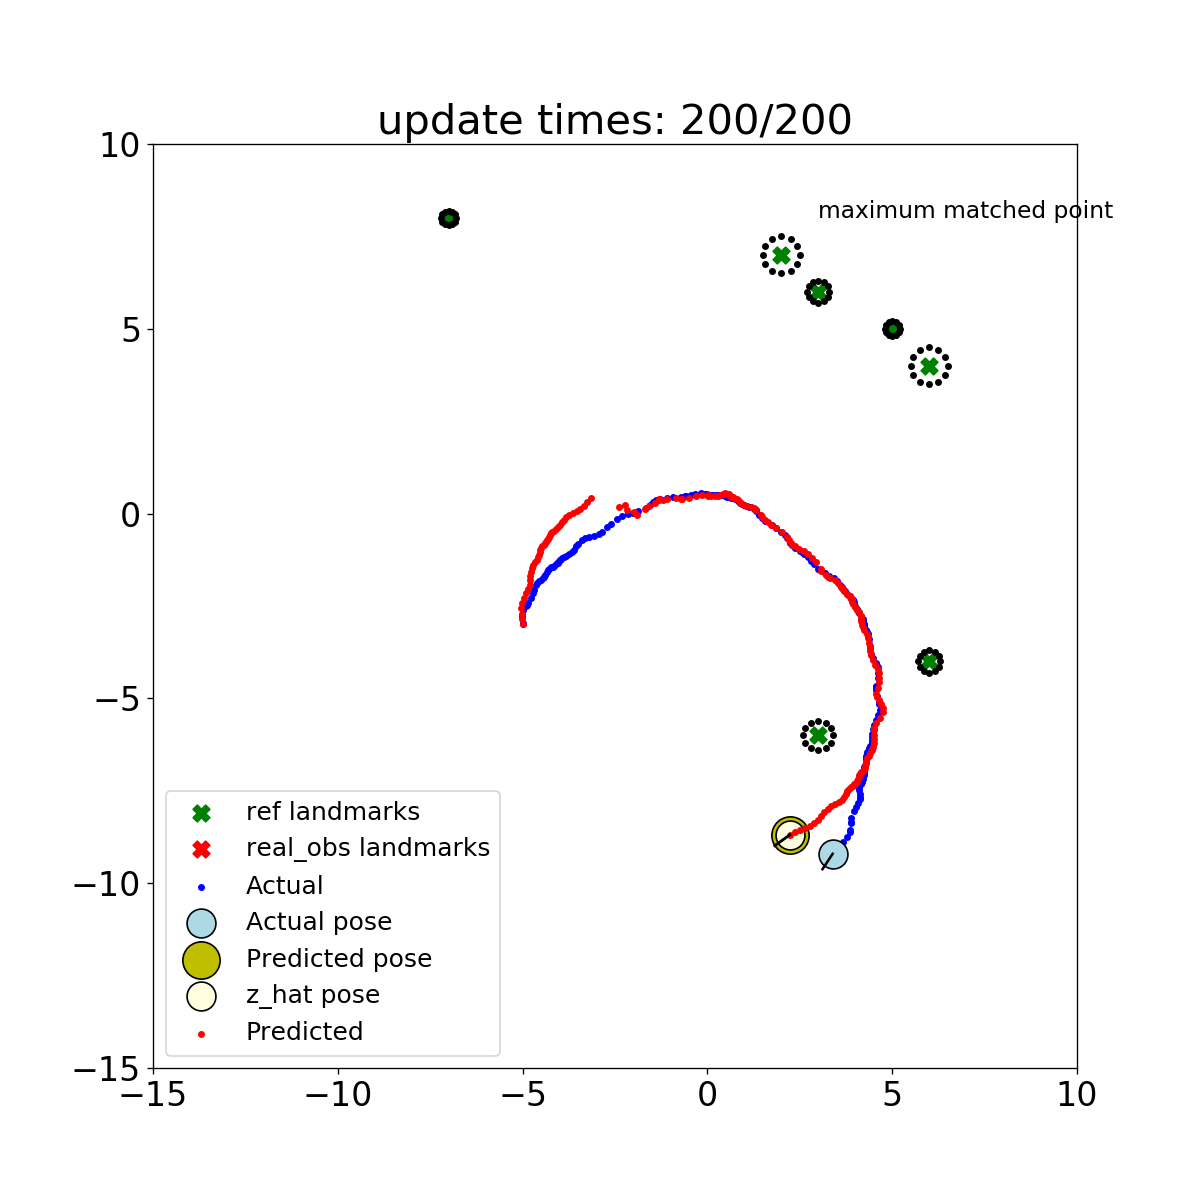 update times: 200/200
10
maximum matched point
5
0
−5
−10
−15
ref landmarks
real_obs landmarks
Actual
Actual pose
Predicted pose
z_hat pose
Predicted
−15
−10
−5
0
5
10